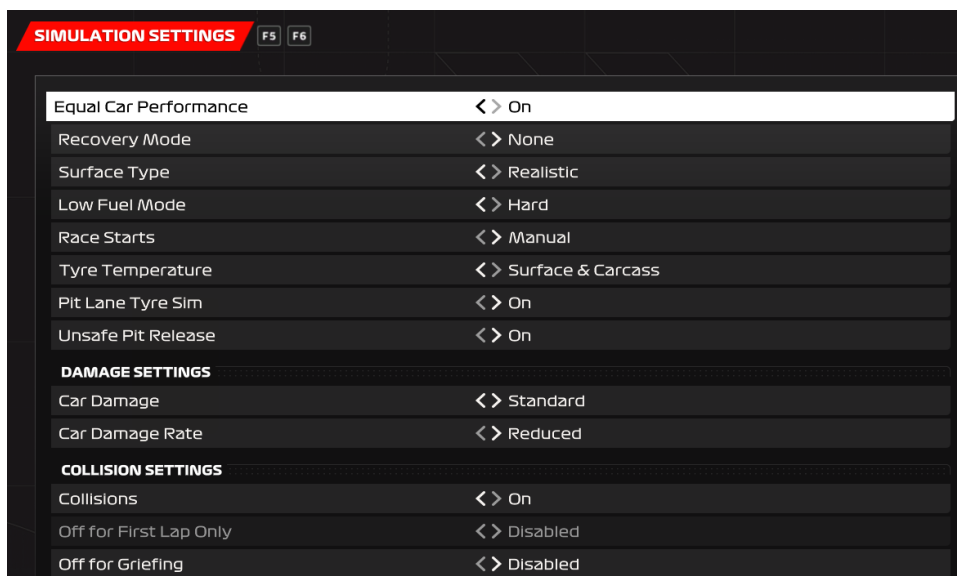 SIMULATION SETTINGS F5 F6
Equal Car Performance < > On
Recovery Mode < > None
Surface Type < > Realistic
Low Fuel Mode < > Hard
Race Starts < > Manual
Tyre Temperature < > Surface & Carcass
Pit Lane Tyre Sim < > On
Unsafe Pit Release < > On
DAMAGE SETTINGS
Car Damage < > Standard
Car Damage Rate < > Reduced
COLLISION SETTINGS
Collisions < > On
Off for First Lap Only < > Disabled
Off for Griefing < > Disabled